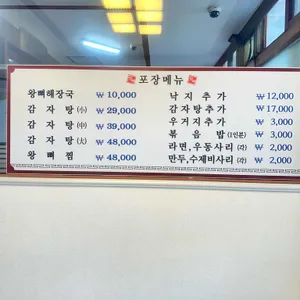 포장메뉴
왕뼈해장국 ₩ 10,000
감자탕(小) ₩ 29,000
감자탕(中) ₩ 39,000
감자탕(大) ₩ 48,000
왕뼈찜 ₩ 48,000
낙지추가 ₩ 12,000
감자탕추가 ₩ 17,000
우거지추가 ₩ 3,000
볶음밥(1인분) ₩ 3,000
라면,우동사리(각) ₩ 2,000
만두,수제비사리(각) ₩ 2,000